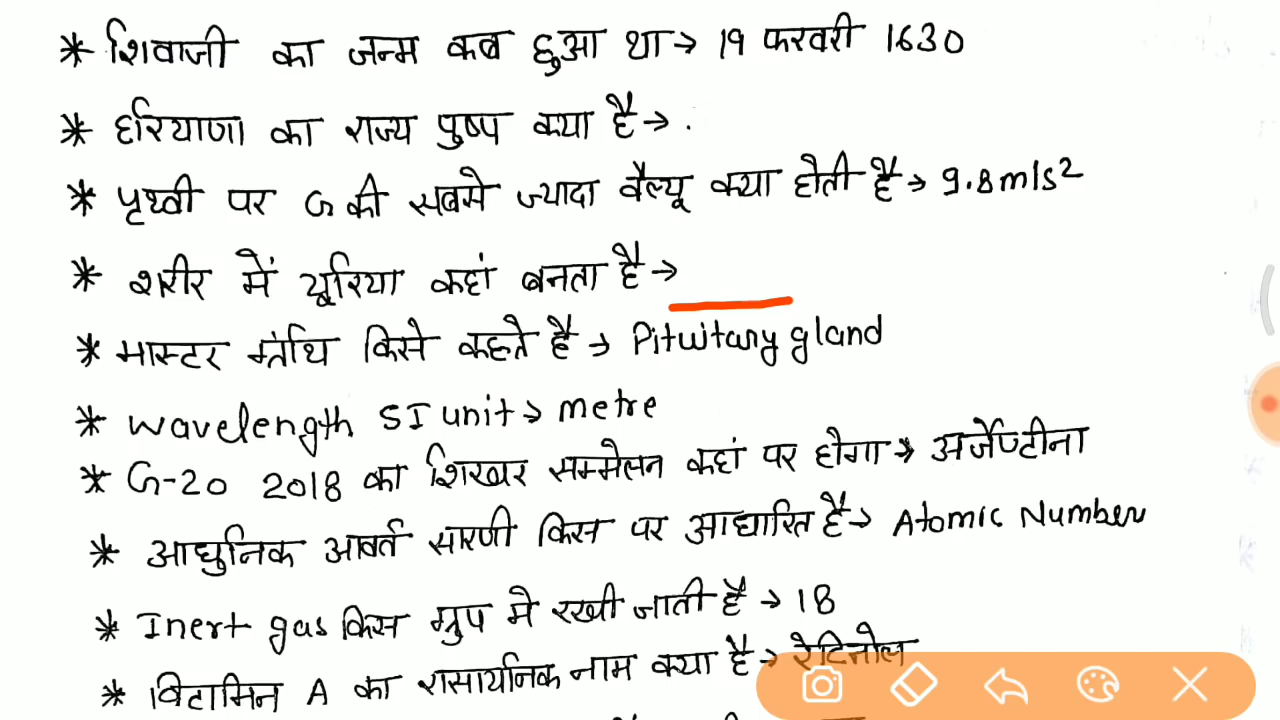 * शिवाजी का जन्म कब हुआ था → 19 फरवरी 1630
* हरियाणा का राज्य पुष्प क्या है → .
* पृथ्वी पर G की सबसे ज्यादा वैल्यू क्या होती है → 9.8m/s²
* शरीर में यूरिया कहां बनता है →
* मास्टर ग्रंथि किसे कहते है → Pituitary gland
* Wavelength SI unit → metre
* G-20 2018 का शिखर सम्मेलन कहां पर होगा → अर्जेण्टीना
* आधुनिक आवर्त सारणी किस पर आधारित है → Atomic Number
* Inert gas किस ग्रुप मे रखी जाती है → 18
* विटामिन A का रासायनिक नाम क्या है → रेटिनोल